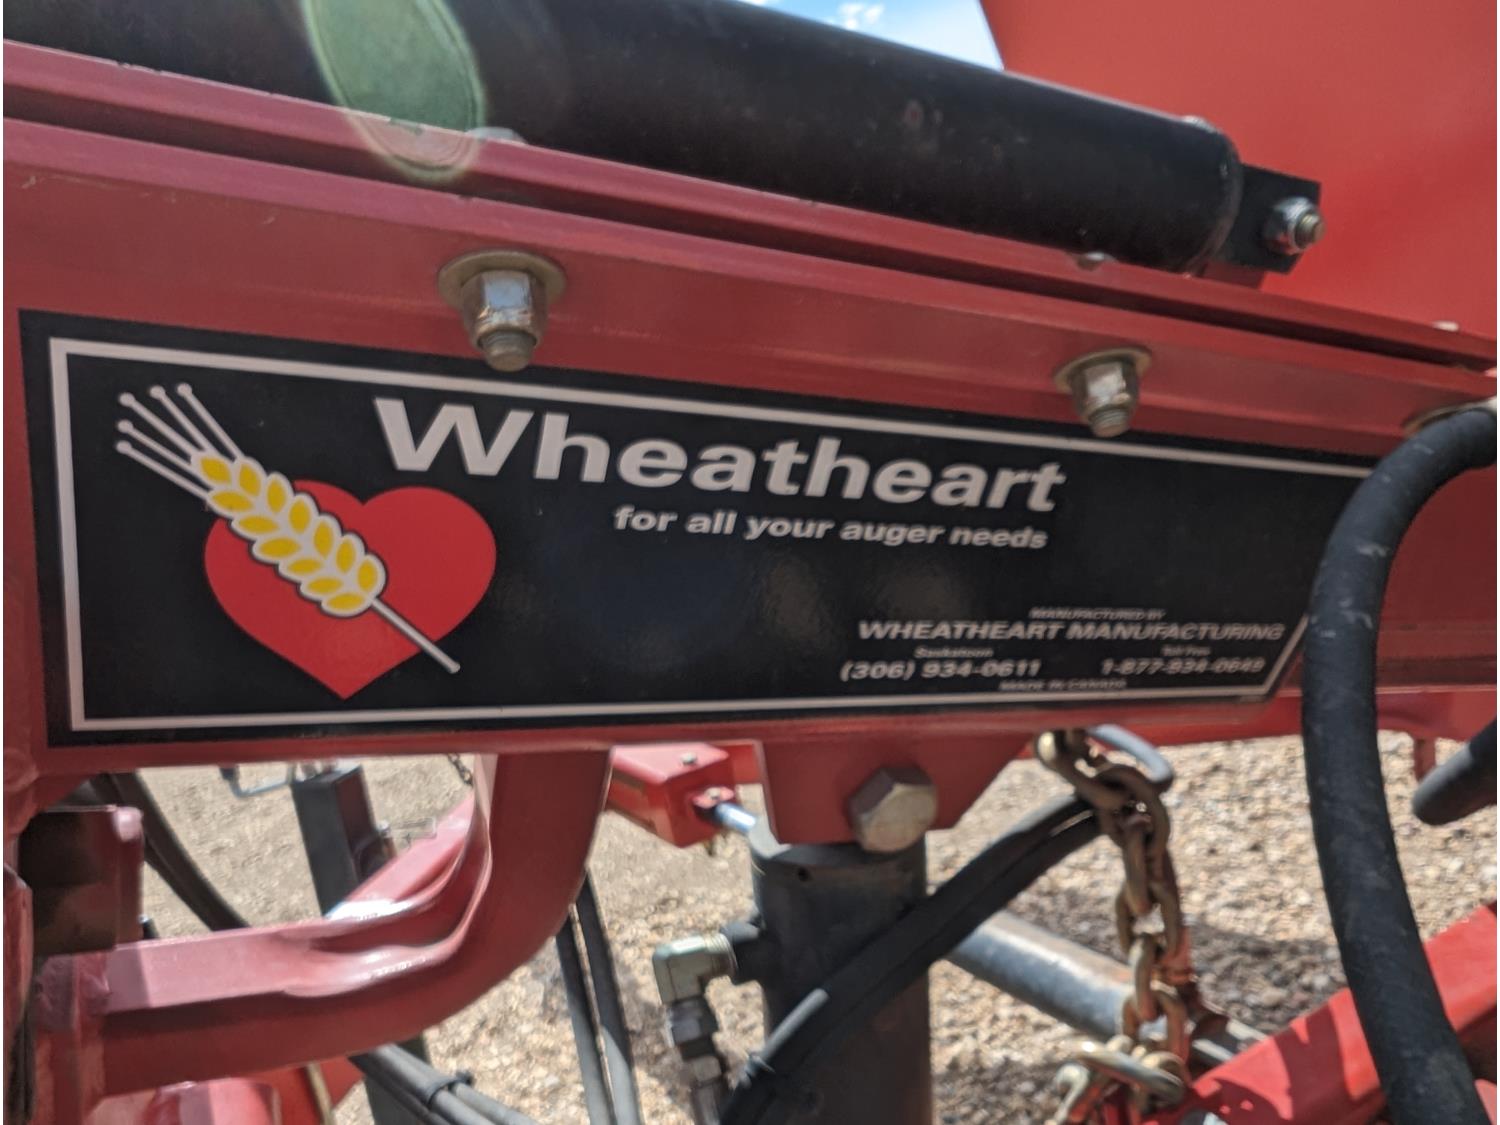 Wheatheart
for all your auger needs
MANUFACTURED BY
WHEATHEART MANUFACTURING
Saskatoon Toll Free
(306) 934-0611 1-877-934-0649
MADE IN CANADA